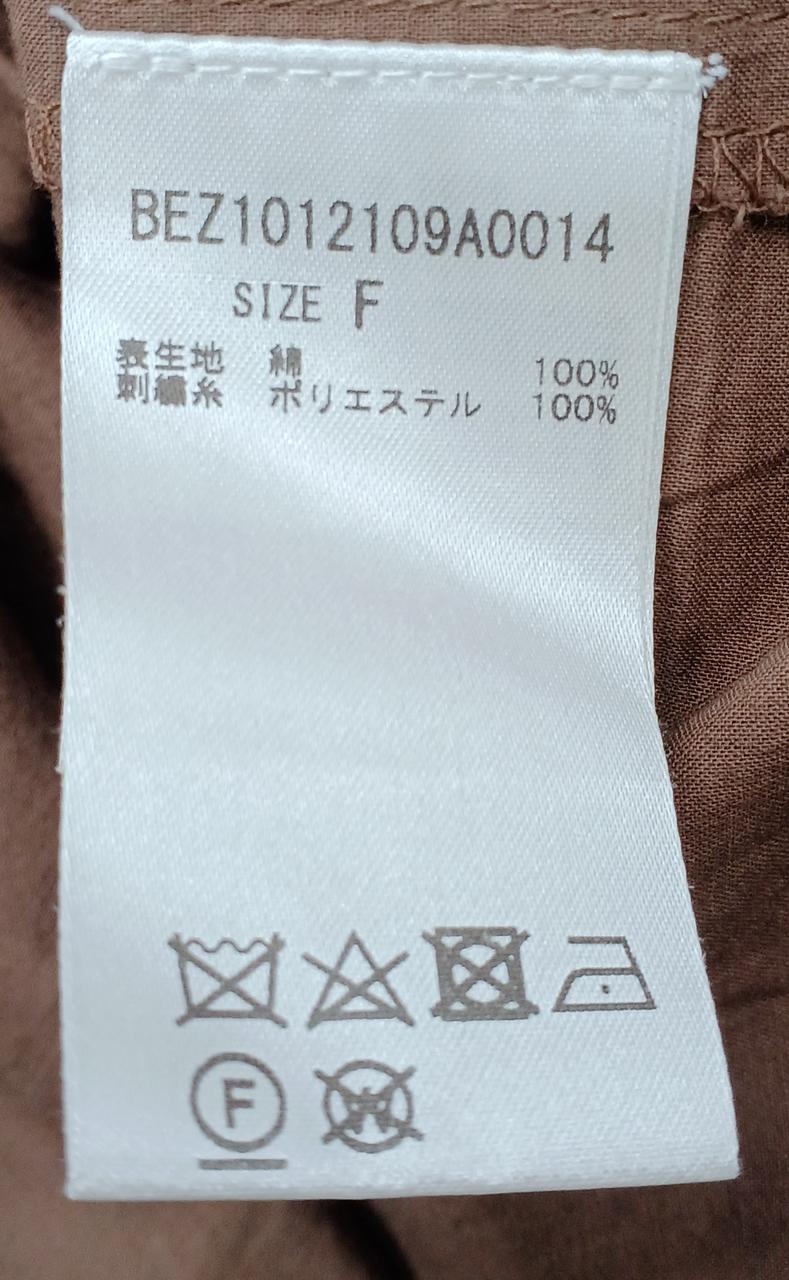 BEZ1012109A0014
SIZE F
表生地 綿 100%
刺繍糸 ポリエステル 100%
F
W